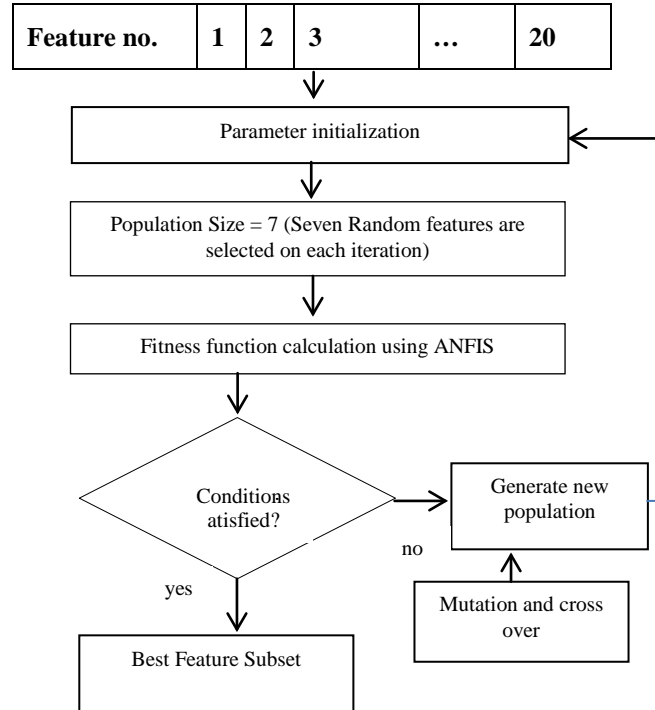 Feature no. 1 2 3 ... 20
Parameter initialization
Population Size = 7 (Seven Random features are
selected on each iteration)
Fitness function calculation using ANFIS
Conditions
atisfied?
Generate new
population
no
yes
Mutation and cross
over
Best Feature Subset